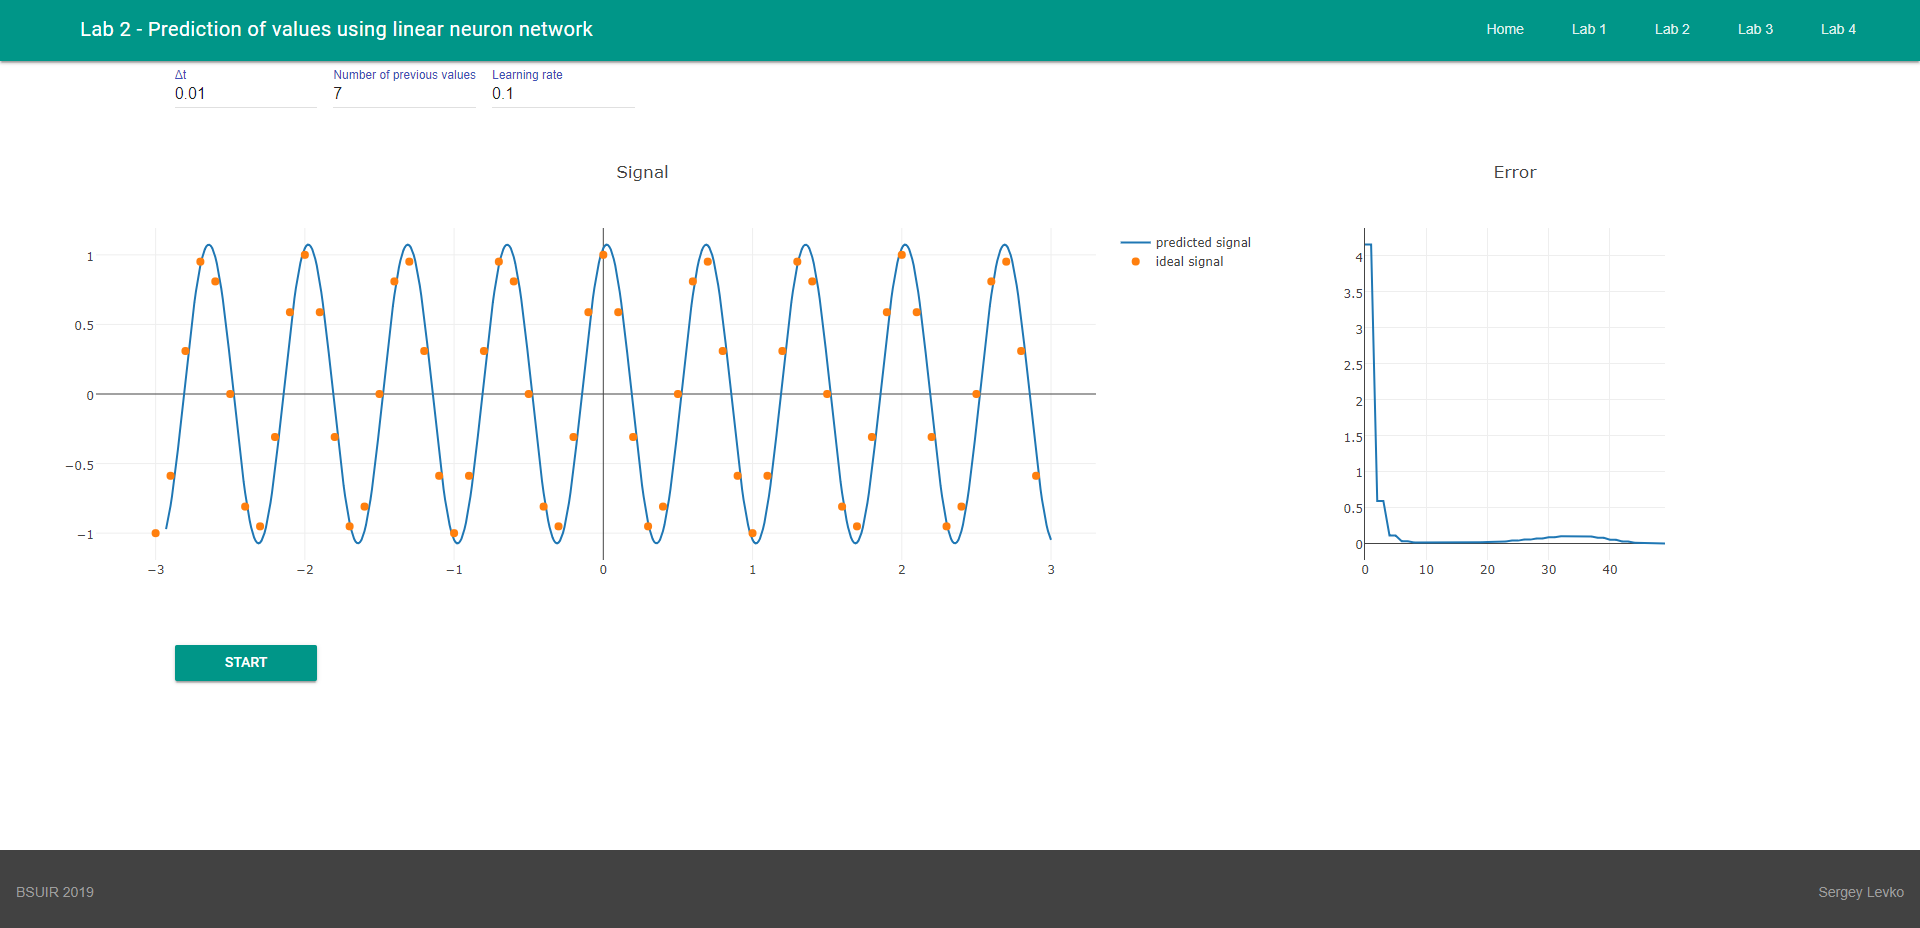 Lab 2 - Prediction of values using linear neuron network
Home Lab 1 Lab 2 Lab 3 Lab 4
Δt Number of previous values Learning rate
0.01 7 0.1
Signal
1
0.5
0
−0.5
−1
−3 −2 −1 0 1 2 3
predicted signal
ideal signal
Error
4
3.5
3
2.5
2
1.5
1
0.5
0
0 10 20 30 40
START
BSUIR 2019
Sergey Levko